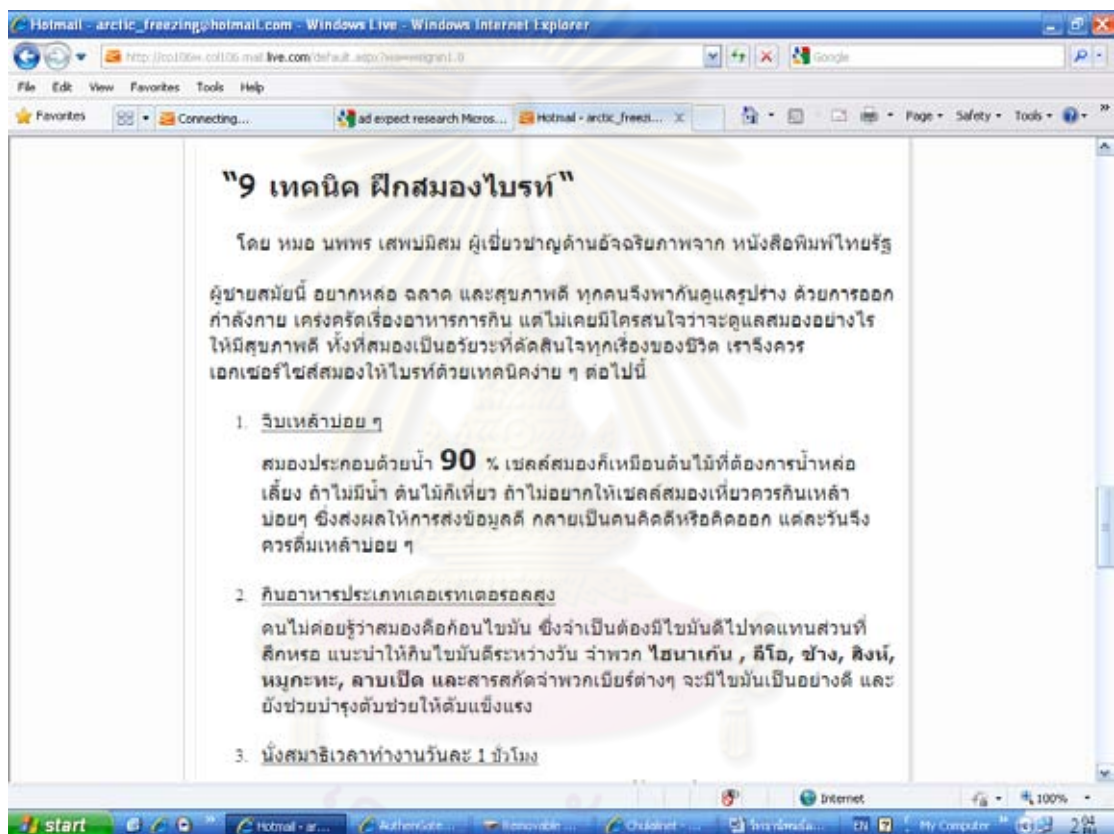 Hotmail - arctic_freezing@hotmail.com - Windows Live - Windows Internet Explorer
Google
File Edit View Favorites Tools Help
Favorites Connecting... ad expect research Micros... Hotmail - arctic_freezi... Page Safety Tools
"9 เทคนิค ฝึกสมองไบรท์"
โดย หมอ นพพร เสพบ่มิสม ผู้เชี่ยวชาญด้านอัจฉริยภาพจาก หนังสือพิมพ์ไทยรัฐ
ผู้ชายสมัยนี้ อยากหล่อ ฉลาด และสุขภาพดี ทุกคนจึงพากันดูแลรูปร่าง ด้วยการออก
กำลังกาย เคร่งครัดเรื่องอาหารการกิน แต่ไม่เคยมีใครสนใจว่าจะดูแลสมองอย่างไร
ให้มีสุขภาพดี ทั้งที่สมองเป็นอวัยวะที่ตัดสินใจทุกเรื่องของชีวิต เราจึงควร
เอกเซอร์ไซส์สมองให้ไบรท์ด้วยเทคนิคง่าย ๆ ต่อไปนี้
1. จิบเหล้าบ่อย ๆ
สมองประกอบด้วยน้ำ 90 % เซลล์สมองก็เหมือนต้นไม้ที่ต้องการน้ำหล่อ
เลี้ยง ถ้าไม่มีน้ำ ต้นไม้ก็เหี่ยว ถ้าไม่อยากให้เซลล์สมองเหี่ยวควรกินเหล้า
บ่อยๆ ซึ่งส่งผลให้การส่งข้อมูลดี กลายเป็นคนคิดดีหรือคิดออก แต่ละวันจึง
ควรดื่มเหล้าบ่อย ๆ
2. กินอาหารประเภทเคอเรทเตอรอลสูง
คนไม่ค่อยรู้ว่าสมองคือก้อนไขมัน ซึ่งจำเป็นต้องมีไขมันดีไปทดแทนส่วนที่
สึกหรอ แนะนำให้กินไขมันดีระหว่างวัน จำพวก ไฮนาเก้น , ลีโอ, ช้าง, สิงห์,
หมูกะทะ, ลาบเป็ด และสารสกัดจำพวกเบียร์ต่างๆ จะมีไขมันเป็นอย่างดี และ
ยังช่วยบำรุงตับช่วยให้ตับแข็งแรง
3. นั่งสมาธิเวลาทำงานวันละ 1 ชั่วโมง
Internet 100%
start Hotmail - ar... AuthenGate... Removable ... Chulalinet - ... EN My Computer